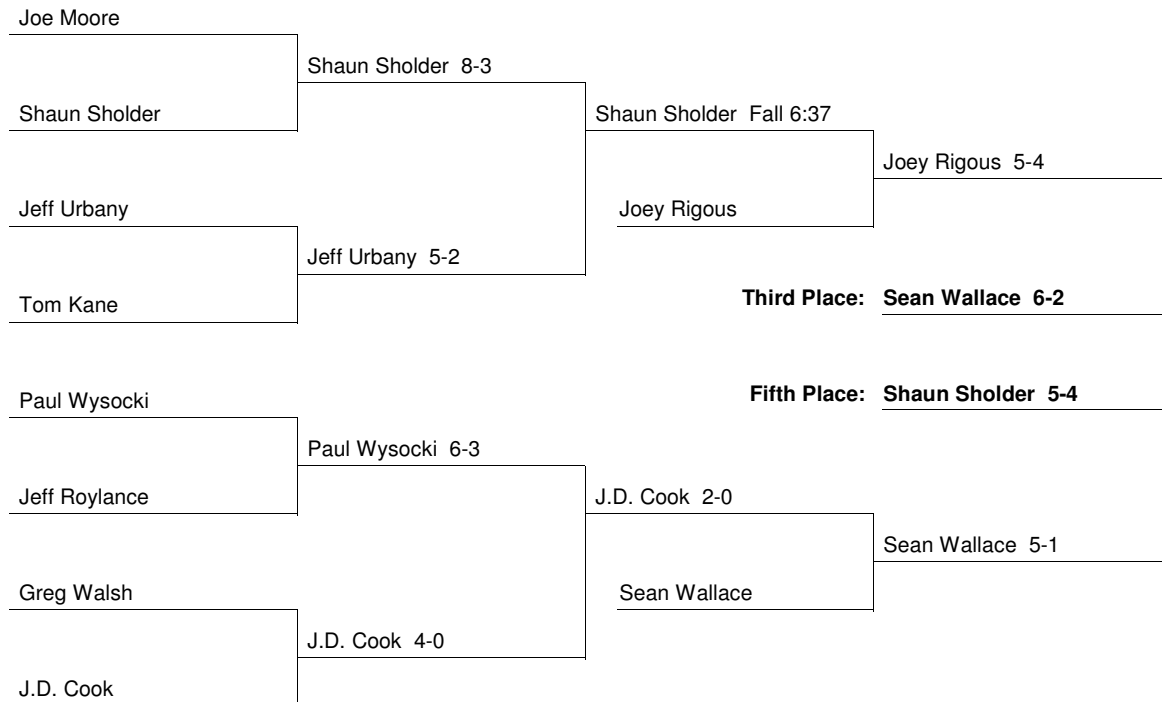 Joe Moore
Shaun Sholder 8-3
Shaun Sholder
Shaun Sholder Fall 6:37
Joey Rigous 5-4
Jeff Urbany
Joey Rigous
Jeff Urbany 5-2
Tom Kane
Third Place: Sean Wallace 6-2
Fifth Place: Shaun Sholder 5-4
Paul Wysocki
Paul Wysocki 6-3
Jeff Roylance
J.D. Cook 2-0
Sean Wallace 5-1
Greg Walsh
Sean Wallace
J.D. Cook 4-0
J.D. Cook